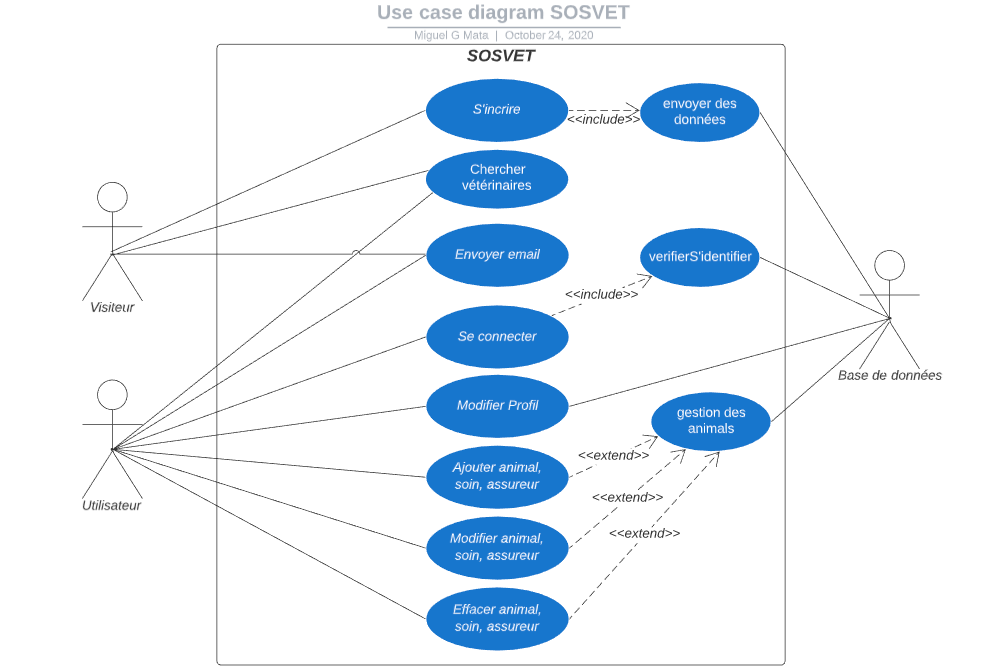 Use case diagram SOSVET
Miguel G Mata | October 24, 2020
SOSVET
S'incrire
<<include>>
envoyer des
données
Chercher
vétérinaires
Envoyer email
verifierS'identifier
<<include>>
Visiteur
Se connecter
Base de données
Modifier Profil
gestion des
animals
<<extend>>
Ajouter animal,
soin, assureur
<<extend>>
Utilisateur
<<extend>>
Modifier animal,
soin, assureur
Effacer animal,
soin, assureur